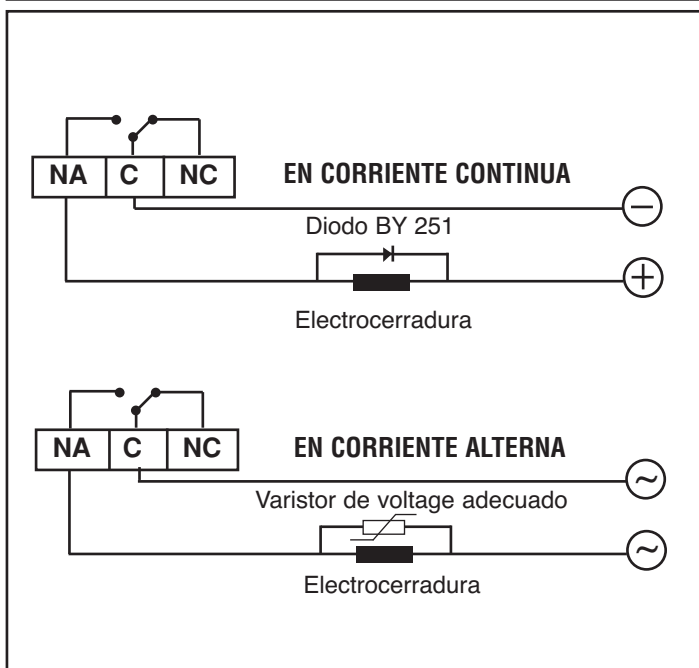 NA C NC
EN CORRIENTE CONTINUA
−
Diodo BY 251
+
Electrocerradura
NA C NC
EN CORRIENTE ALTERNA
~
Varistor de voltage adecuado
~
Electrocerradura